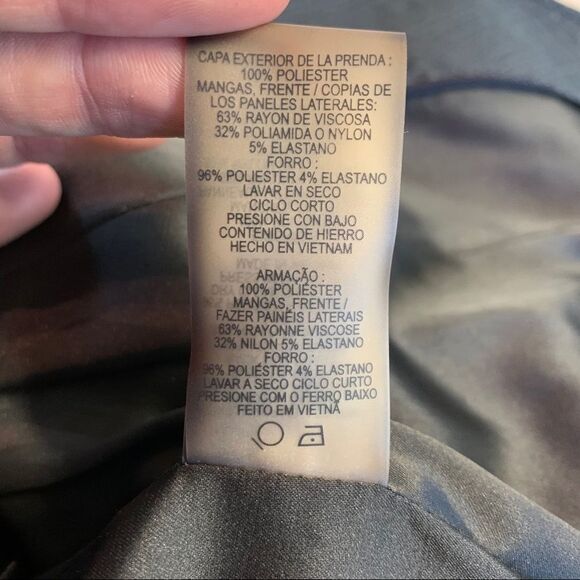 CAPA EXTERIOR DE LA PRENDA :
100% POLIESTER
MANGAS, FRENTE / COPIAS DE
LOS PANELES LATERALES:
63% RAYON DE VISCOSA
32% POLIAMIDA O NYLON
5% ELASTANO
FORRO :
96% POLIESTER 4% ELASTANO
LAVAR EN SECO
CICLO CORTO
PRESIONE CON BAJO
CONTENIDO DE HIERRO
HECHO EN VIETNAM
ARMAÇÃO :
100% POLIÉSTER
MANGAS, FRENTE /
FAZER PAINÉIS LATERAIS
63% RAYONNE VISCOSE
32% NILON 5% ELASTANO
FORRO :
96% POLIÉSTER 4% ELASTANO
LAVAR A SECO CICLO CURTO
PRESIONE COM O FERRO BAIXO
FEITO EM VIETNÃ